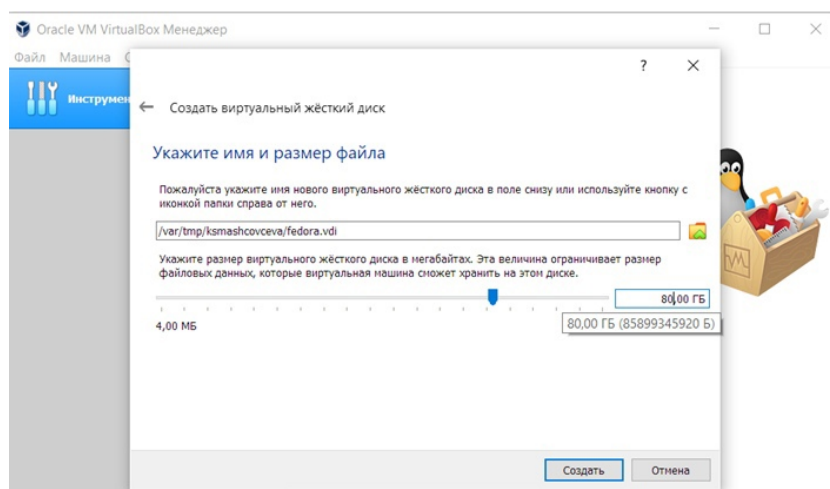 Oracle VM VirtualBox Менеджер
Файл Машина
?
Инструмен
Создать виртуальный жёсткий диск
Укажите имя и размер файла
Пожалуйста укажите имя нового виртуального жёсткого диска в поле снизу или используйте кнопку с
иконкой папки справа от него.
/var/tmp/ksmashcovceva/fedora.vdi
Укажите размер виртуального жёсткого диска в мегабайтах. Эта величина ограничивает размер
файловых данных, которые виртуальная машина сможет хранить на этом диске.
80,00 ГБ
4,00 МБ
80,00 ГБ (85899345920 Б)
Создать Отмена